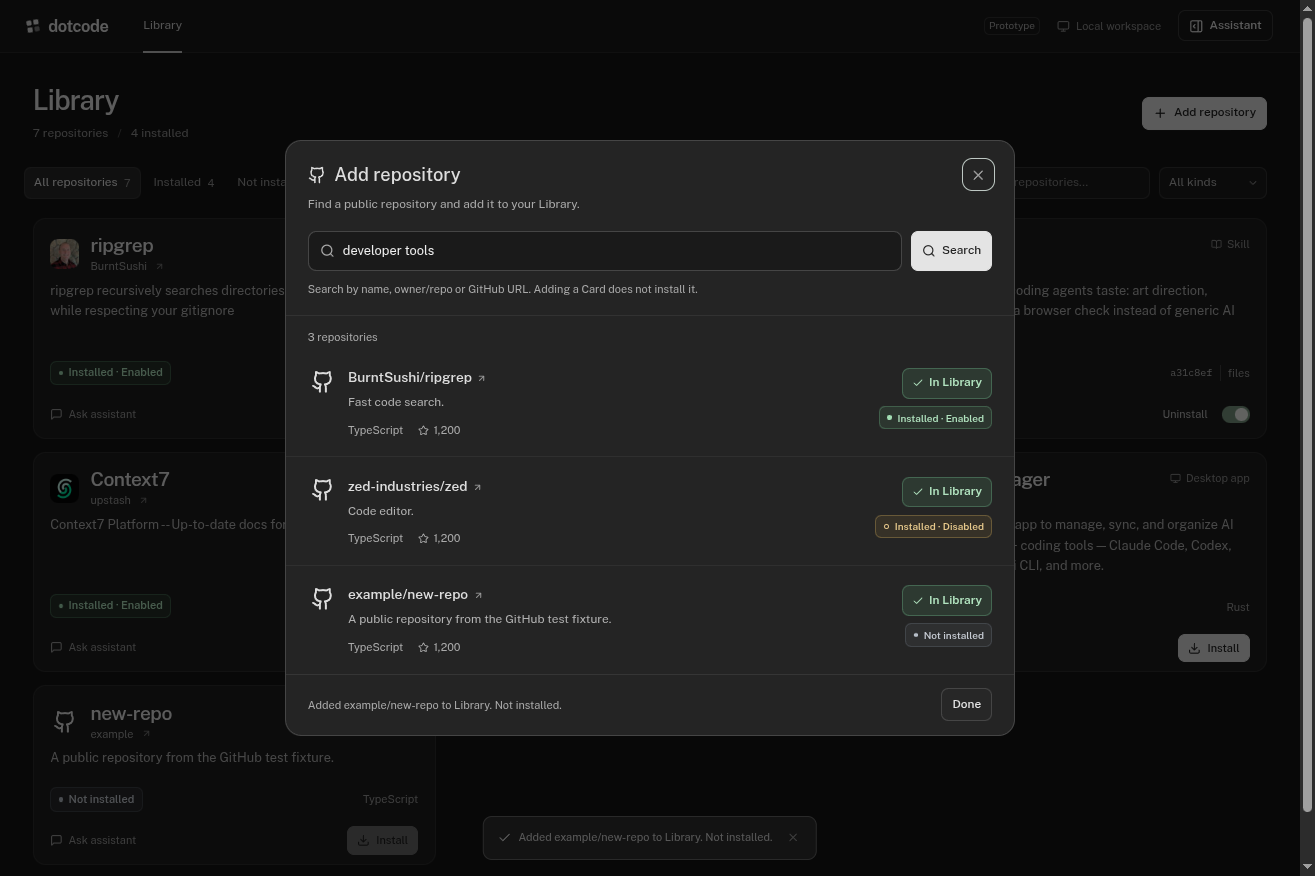 dotcode
Library
Prototype
Local workspace
Assistant
Library
7 repositories / 4 installed
Add repository
All repositories 7
Installed 4
Not insta
repositories...
All kinds
ripgrep
BurntSushi
ripgrep recursively searches directories
while respecting your gitignore
Installed · Enabled
Ask assistant
Skill
oding agents taste: art direction,
a browser check instead of generic AI
a31c8ef
files
Uninstall
Context7
upstash
Context7 Platform -- Up-to-date docs for
Installed · Enabled
Ask assistant
ager
Desktop app
app to manage, sync, and organize AI
coding tools — Claude Code, Codex,
CLI, and more.
Rust
Install
new-repo
example
A public repository from the GitHub test fixture.
Not installed
TypeScript
Ask assistant
Install
Add repository
Find a public repository and add it to your Library.
developer tools
Search
Search by name, owner/repo or GitHub URL. Adding a Card does not install it.
3 repositories
BurntSushi/ripgrep
Fast code search.
TypeScript
1,200
In Library
Installed · Enabled
zed-industries/zed
Code editor.
TypeScript
1,200
In Library
Installed · Disabled
example/new-repo
A public repository from the GitHub test fixture.
TypeScript
1,200
In Library
Not installed
Added example/new-repo to Library. Not installed.
Done
Added example/new-repo to Library. Not installed.